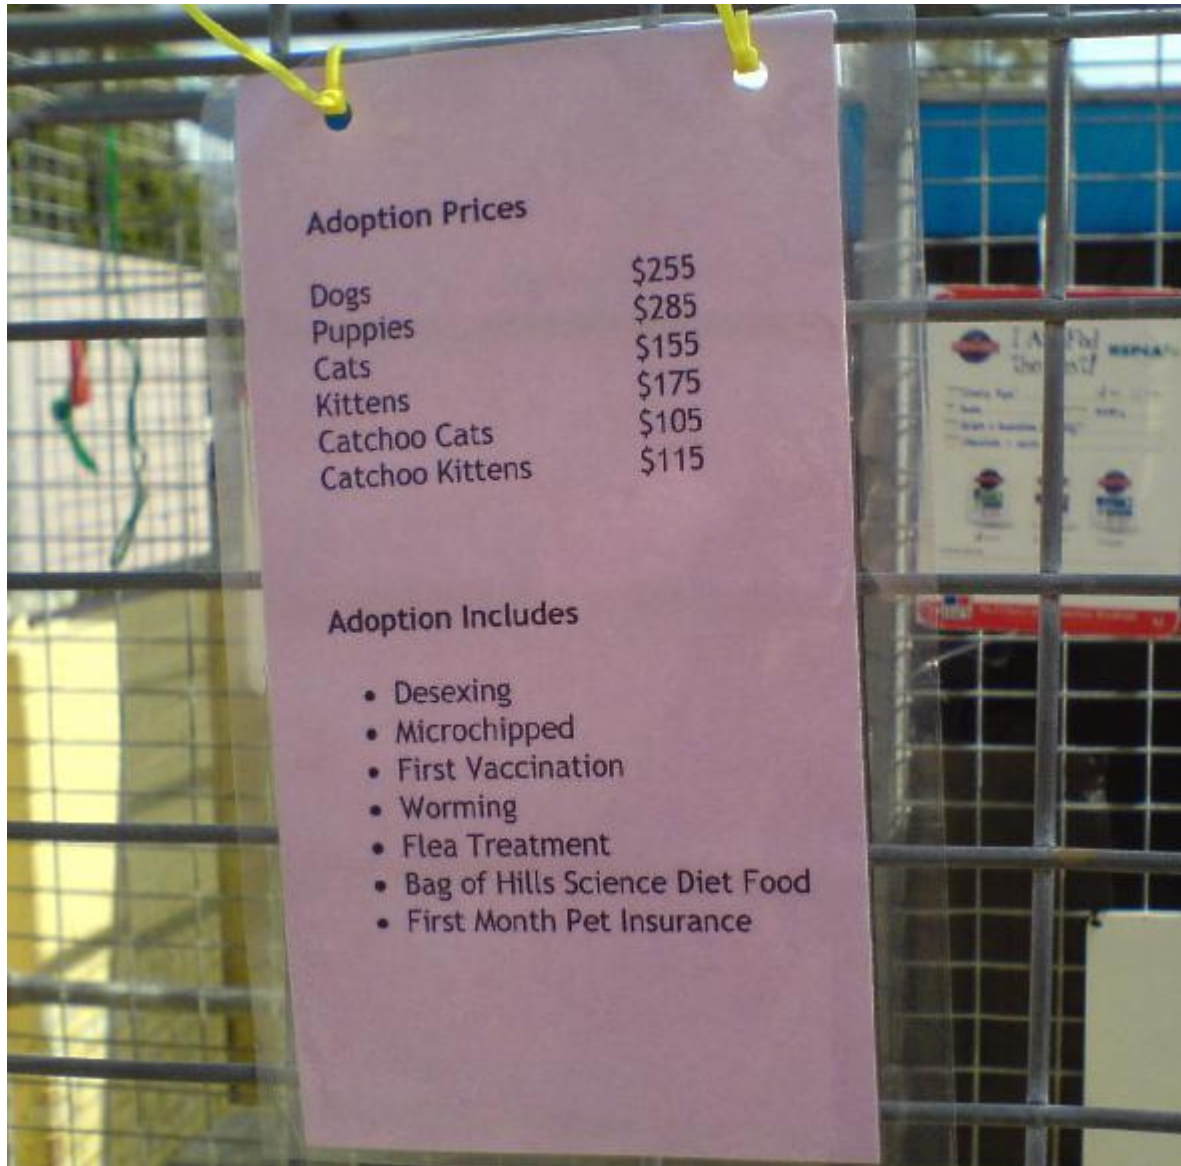 Adoption Prices
Dogs $255
Puppies $285
Cats $155
Kittens $175
Catchoo Cats $105
Catchoo Kittens $115
Adoption Includes
• Desexing
• Microchipped
• First Vaccination
• Worming
• Flea Treatment
• Bag of Hills Science Diet Food
• First Month Pet Insurance